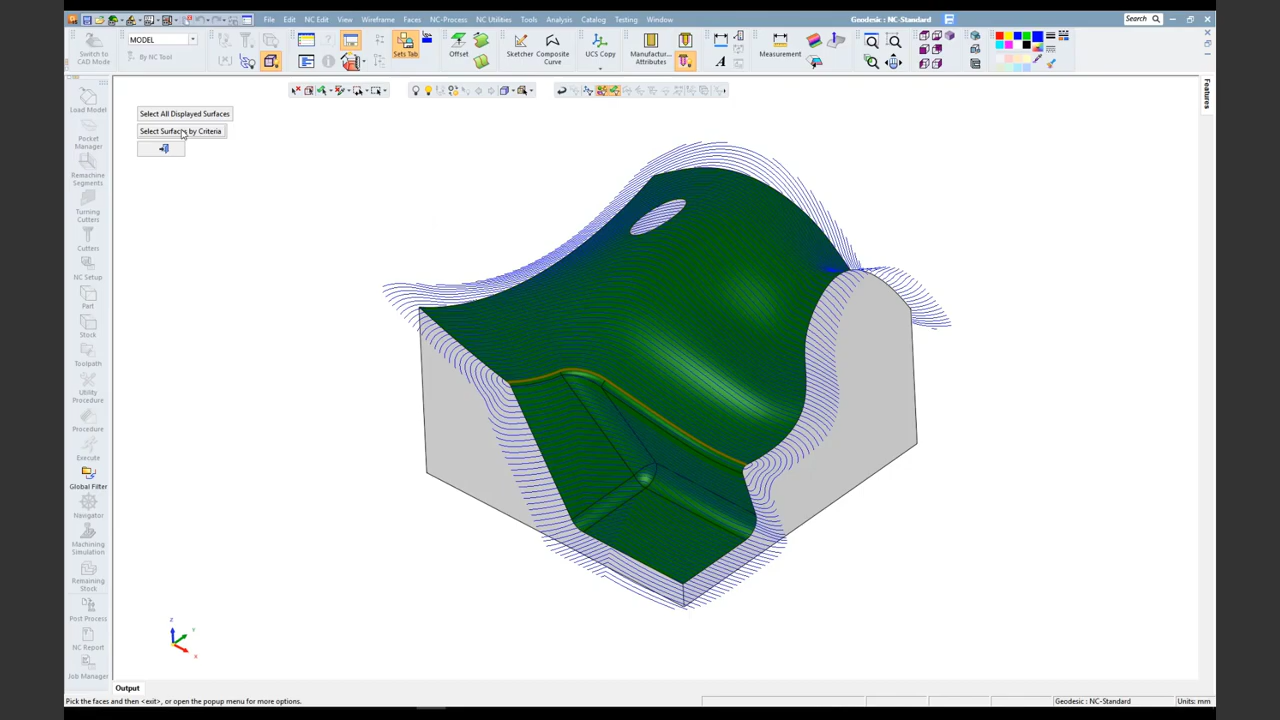 File Edit NC Edit View Wireframe Faces NC-Process NC Utilities Tools Analysis Catalog Testing Window
Geodesic : NC-Standard
Search
Switch to
CAD Mode
MODEL
By NC Tool
Sets Tab
Offset
Sketcher
Composite
Curve
UCS Copy
Manufactur...
Attributes
Measurement
Load Model
Pocket
Manager
Remachine
Segments
Turning
Cutters
Cutters
NC Setup
Part
Stock
Toolpath
Utility
Procedure
Procedure
Execute
Global Filter
Navigator
Machining
Simulation
Remaining
Stock
Post Process
NC Report
Job Manager
Select All Displayed Surfaces
Select Surfaces by Criteria
Features
Z
Y
X
Output
Pick the faces and then <exit>, or open the popup menu for more options.
Geodesic : NC-Standard
Units: mm